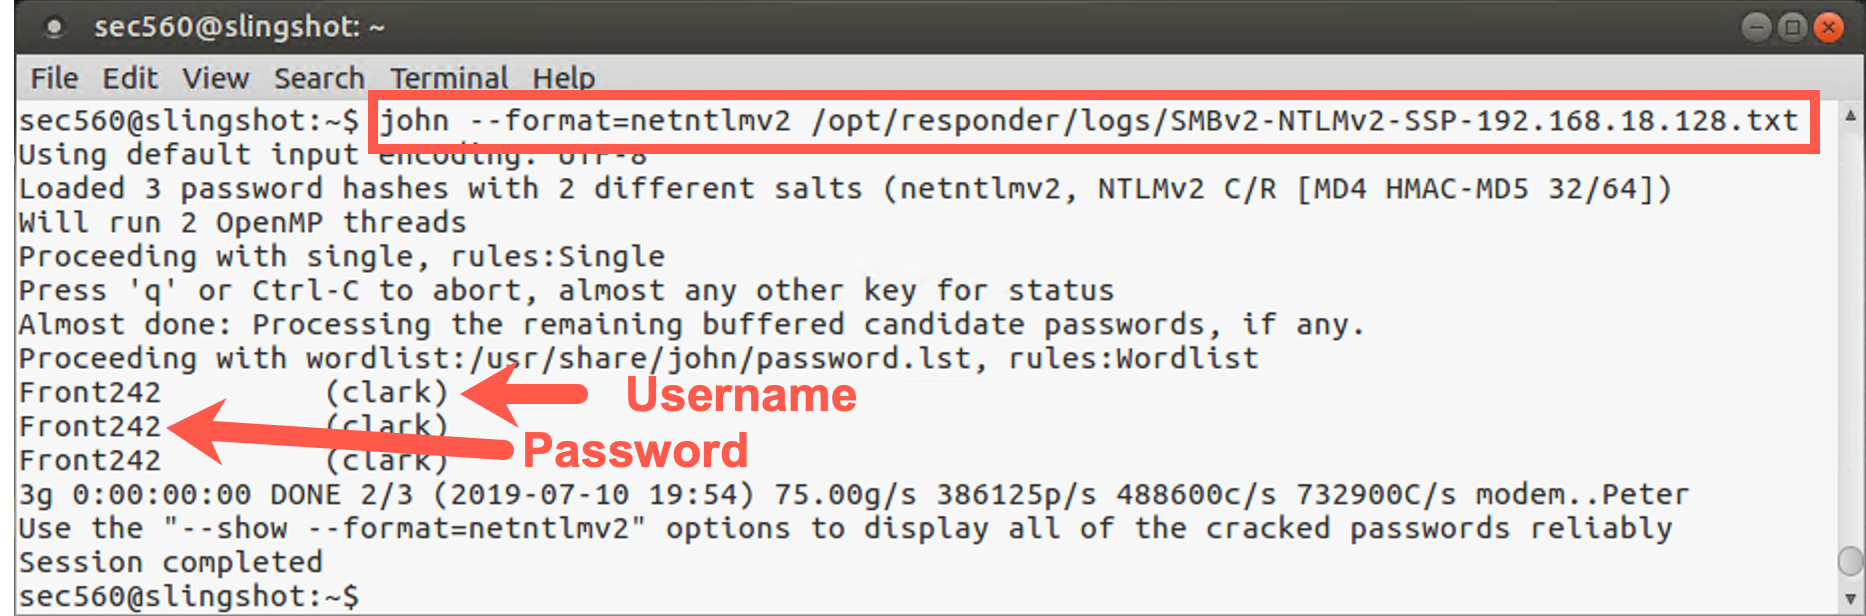 sec560@slingshot: ~
File Edit View Search Terminal Help
sec560@slingshot:~$ john --format=netntlmv2 /opt/responder/logs/SMBv2-NTLMv2-SSP-192.168.18.128.txt
Using default input encoding: UTF-8
Loaded 3 password hashes with 2 different salts (netntlmv2, NTLMv2 C/R [MD4 HMAC-MD5 32/64])
Will run 2 OpenMP threads
Proceeding with single, rules:Single
Press 'q' or Ctrl-C to abort, almost any other key for status
Almost done: Processing the remaining buffered candidate passwords, if any.
Proceeding with wordlist:/usr/share/john/password.lst, rules:Wordlist
Front242 (clark) Username
Front242 (clark)
Password
Front242 (clark)
3g 0:00:00:00 DONE 2/3 (2019-07-10 19:54) 75.00g/s 386125p/s 488600c/s 732900C/s modem..Peter
Use the "--show --format=netntlmv2" options to display all of the cracked passwords reliably
Session completed
sec560@slingshot:~$